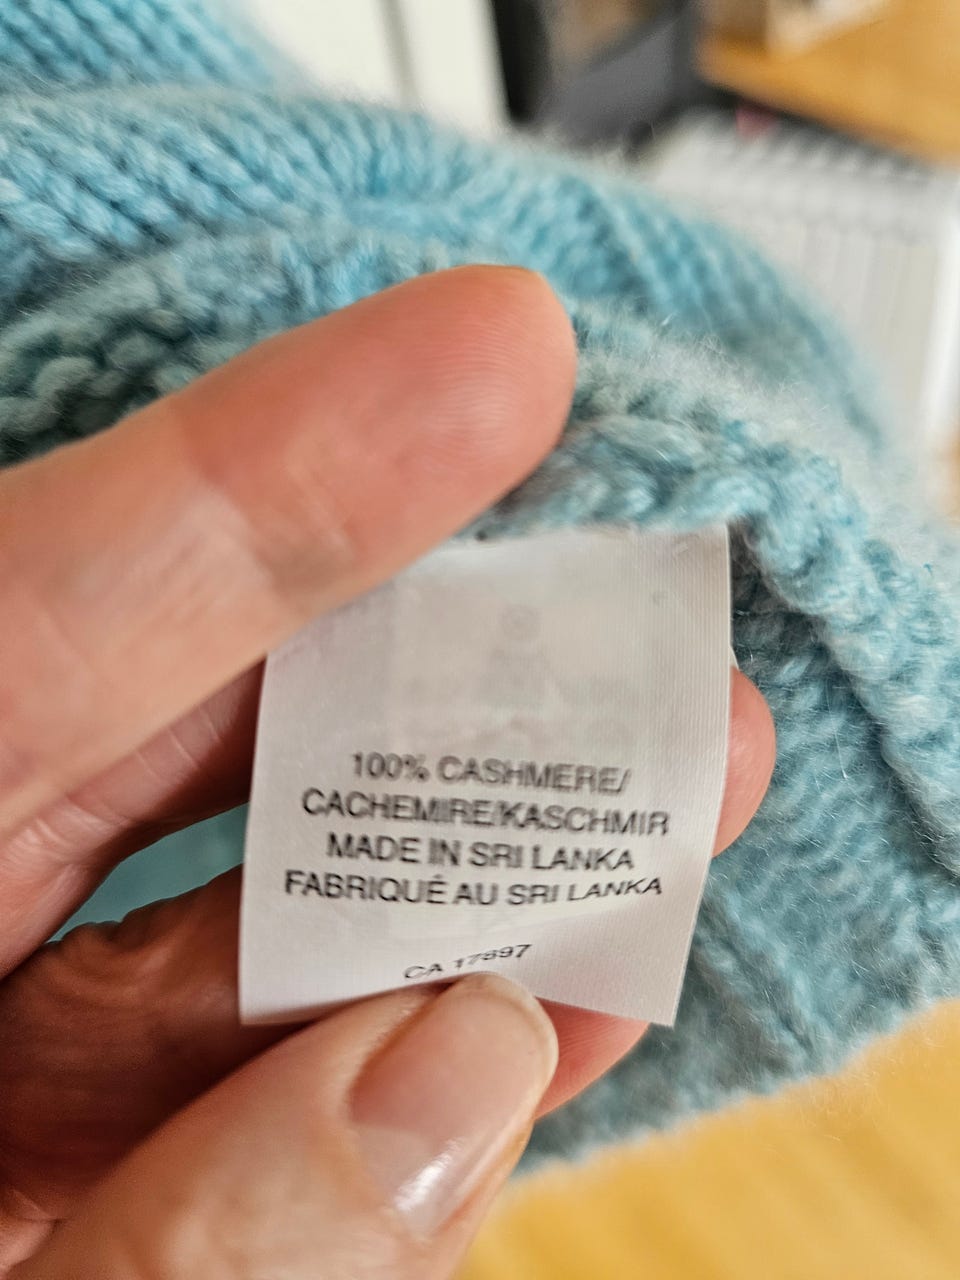 100% CASHMERE/
CACHEMIRE/KASCHMIR
MADE IN SRI LANKA
FABRIQUÉ AU SRI LANKA
CA 17897